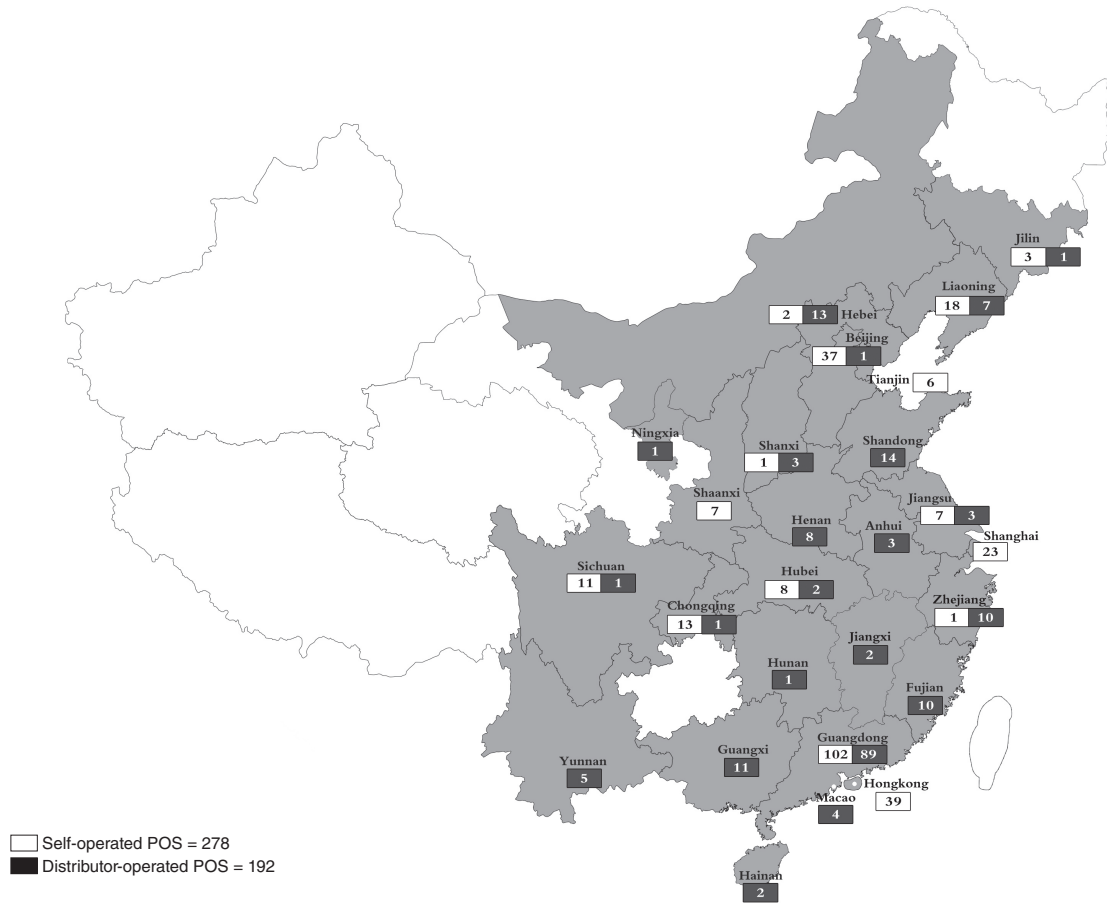 Jilin
3 1
Liaoning
18 7
2 13 Hebei
Beijing
37 1
Tianjin 6
Ningxia
1
Shanxi
1 3
Shandong
14
Shaanxi
7
Jiangsu
7 3
Henan
8
Anhui
3
Shanghai
23
Sichuan
11 1
Hubei
8 2
Chongqing
13 1
Zhejiang
1 10
Jiangxi
2
Hunan
1
Fujian
10
Guangdong
102 89
Guangxi
11
Yunnan
5
Hongkong
39
Macao
4
Self-operated POS = 278
Distributor-operated POS = 192
Hainan
2